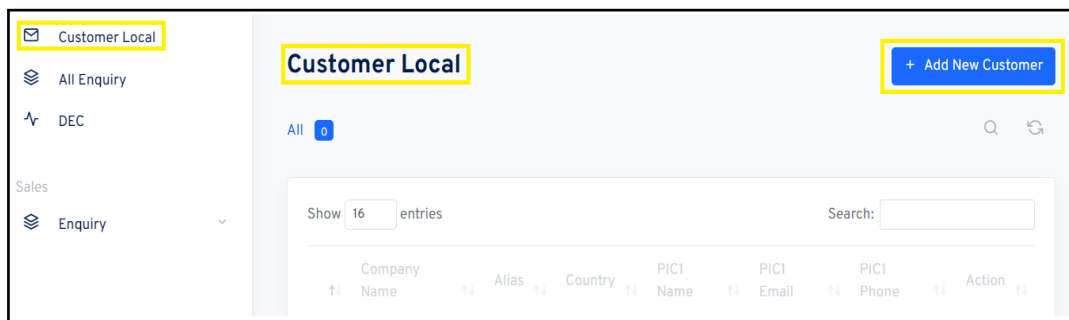 Customer Local
All Enquiry
DEC
Sales
Enquiry
Customer Local
+ Add New Customer
All 0
Show 16 entries Search:
Company Name Alias Country PIC1 Name PIC1 Email PIC1 Phone Action